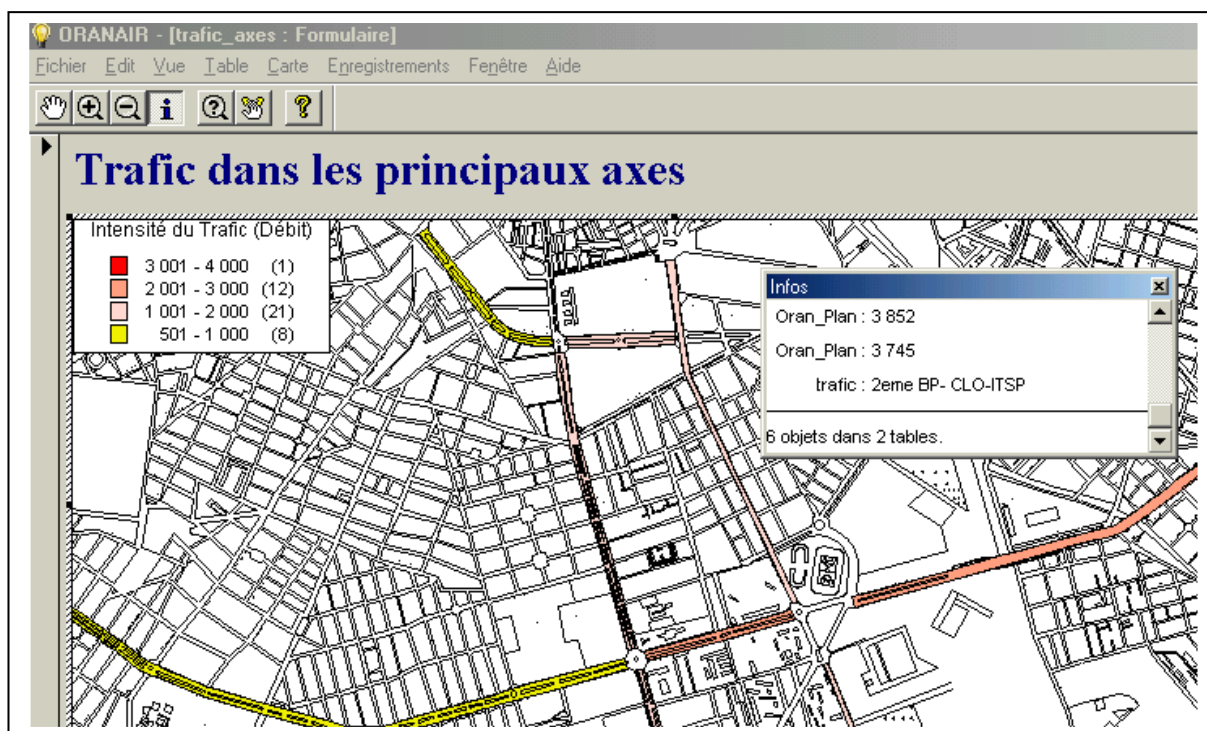 ORANAIR - [trafic_axes : Formulaire]
Fichier Edit Vue Table Carte Enregistrements Fenêtre Aide
Trafic dans les principaux axes
Intensité du Trafic (Débit)
3 001 - 4 000 (1)
2 001 - 3 000 (12)
1 001 - 2 000 (21)
501 - 1 000 (8)
Infos
Oran_Plan : 3 852
Oran_Plan : 3 745
trafic : 2eme BP- CLO-ITSP
6 objets dans 2 tables.